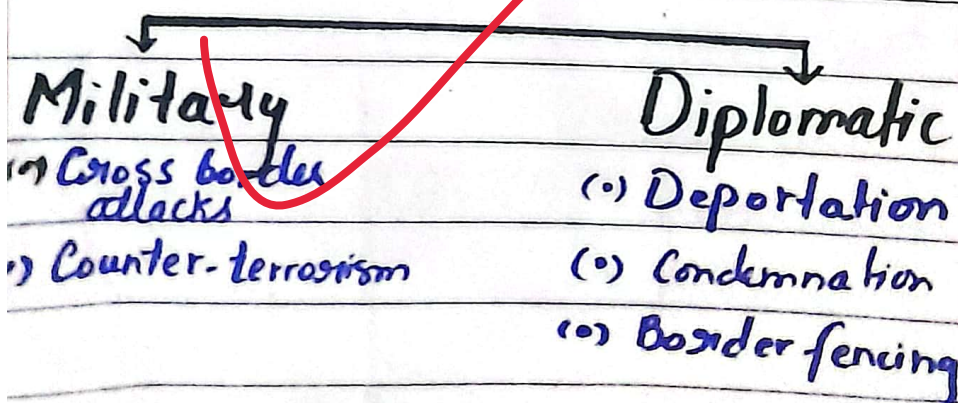 Military
Diplomatic
(·) Cross border
attacks
(·) Counter-terrorism
(·) Deportation
(·) Condemnation
(·) Border fencing